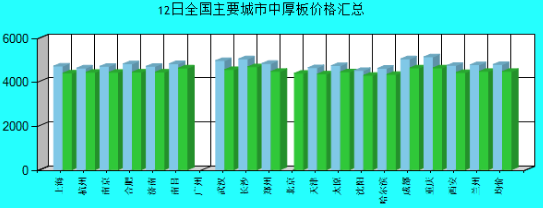 12日全国主要城市中厚板价格汇总
6000
4000
2000
0
上海
杭州
南京
合肥
济南
南昌
广州
武汉
长沙
郑州
北京
天津
太原
沈阳
哈尔滨
成都
重庆
西安
兰州
均价